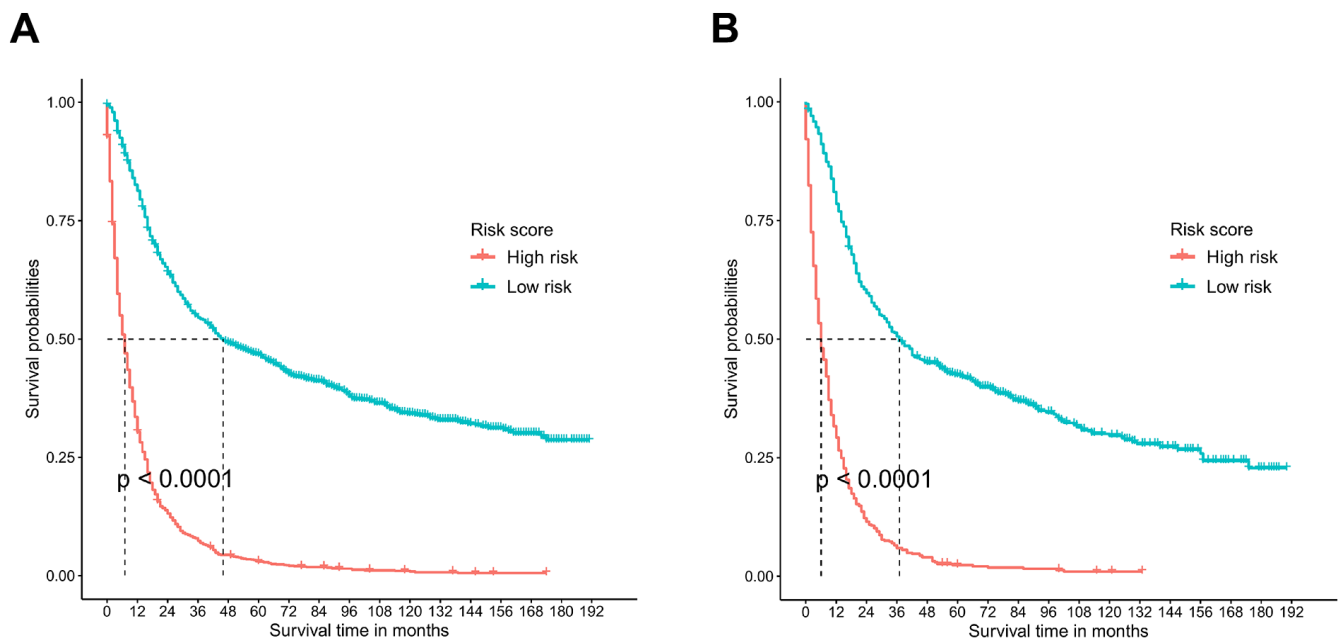 A
1.00
0.75
0.50
0.25
0.00
Survival probabilities
Risk score
High risk
Low risk
p < 0.0001
0 12 24 36 48 60 72 84 96 108 120 132 144 156 168 180 192
Survival time in months
B
1.00
0.75
0.50
0.25
0.00
Survival probabilities
Risk score
High risk
Low risk
p < 0.0001
0 12 24 36 48 60 72 84 96 108 120 132 144 156 168 180 192
Survival time in months